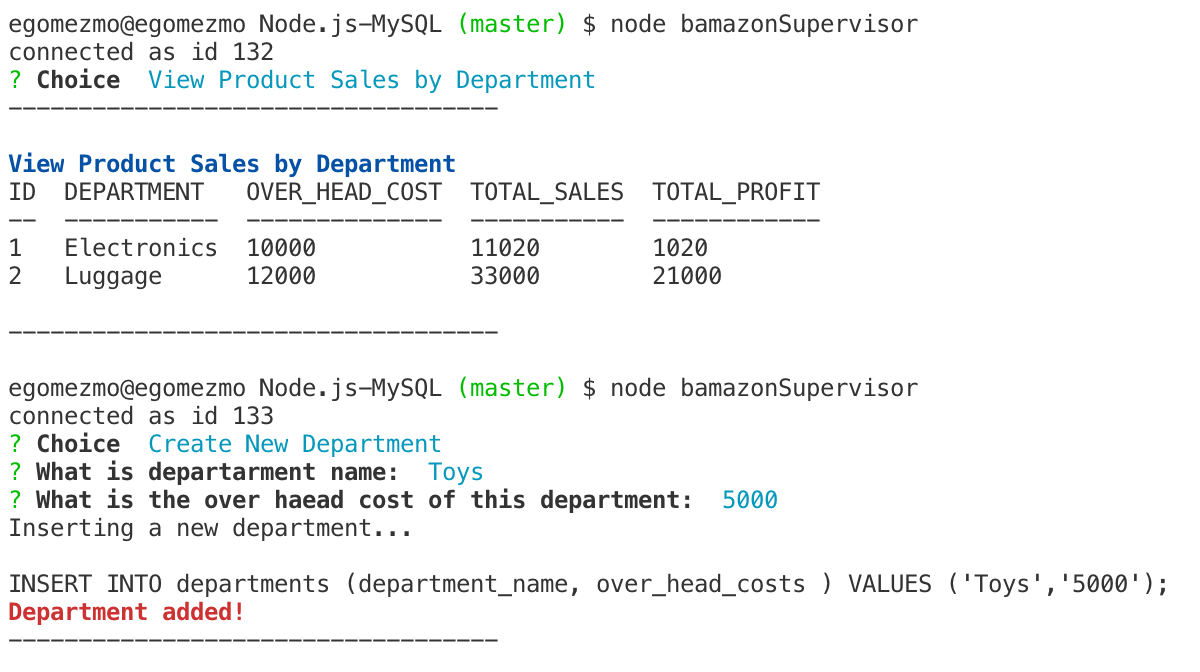 egomezmo@egomezmo Node.js-MySQL (master) $ node bamazonSupervisor
connected as id 132
? Choice  View Product Sales by Department
-----------------------------------
View Product Sales by Department
ID  DEPARTMENT   OVER_HEAD_COST  TOTAL_SALES  TOTAL_PROFIT
--  -----------  --------------  -----------  ------------
1   Electronics  10000           11020        1020
2   Luggage      12000           33000        21000
-----------------------------------
egomezmo@egomezmo Node.js-MySQL (master) $ node bamazonSupervisor
connected as id 133
? Choice  Create New Department
? What is departarment name:  Toys
? What is the over haead cost of this department:  5000
Inserting a new department...
INSERT INTO departments (department_name, over_head_costs ) VALUES ('Toys','5000');
Department added!
-----------------------------------